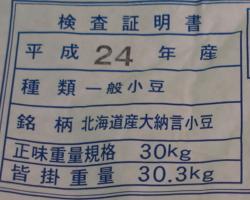 検査証明書
平成 24 年産
種類 一般小豆
銘柄 北海道産大納言小豆
正味重量規格 30kg
皆掛重量 30.3kg